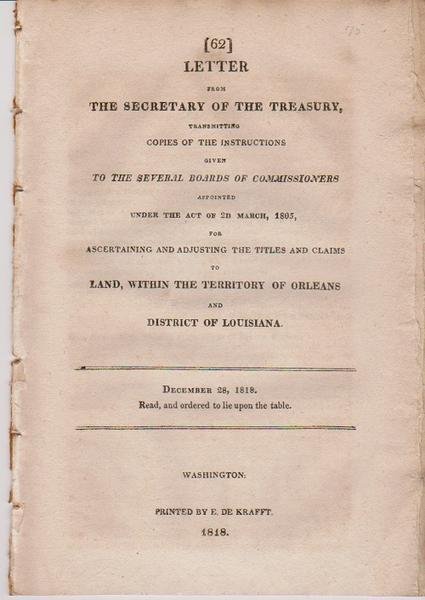 [62]
LETTER
FROM
THE SECRETARY OF THE TREASURY,
TRANSMITTING
COPIES OF THE INSTRUCTIONS
GIVEN
TO THE SEVERAL BOARDS OF COMMISSIONERS
APPOINTED
UNDER THE ACT OF 2D MARCH, 1805,
FOR
ASCERTAINING AND ADJUSTING THE TITLES AND CLAIMS
TO
LAND, WITHIN THE TERRITORY OF ORLEANS
AND
DISTRICT OF LOUISIANA.
DECEMBER 28, 1818.
Read, and ordered to lie upon the table.
WASHINGTON:
PRINTED BY E. DE KRAFFT.
1818.